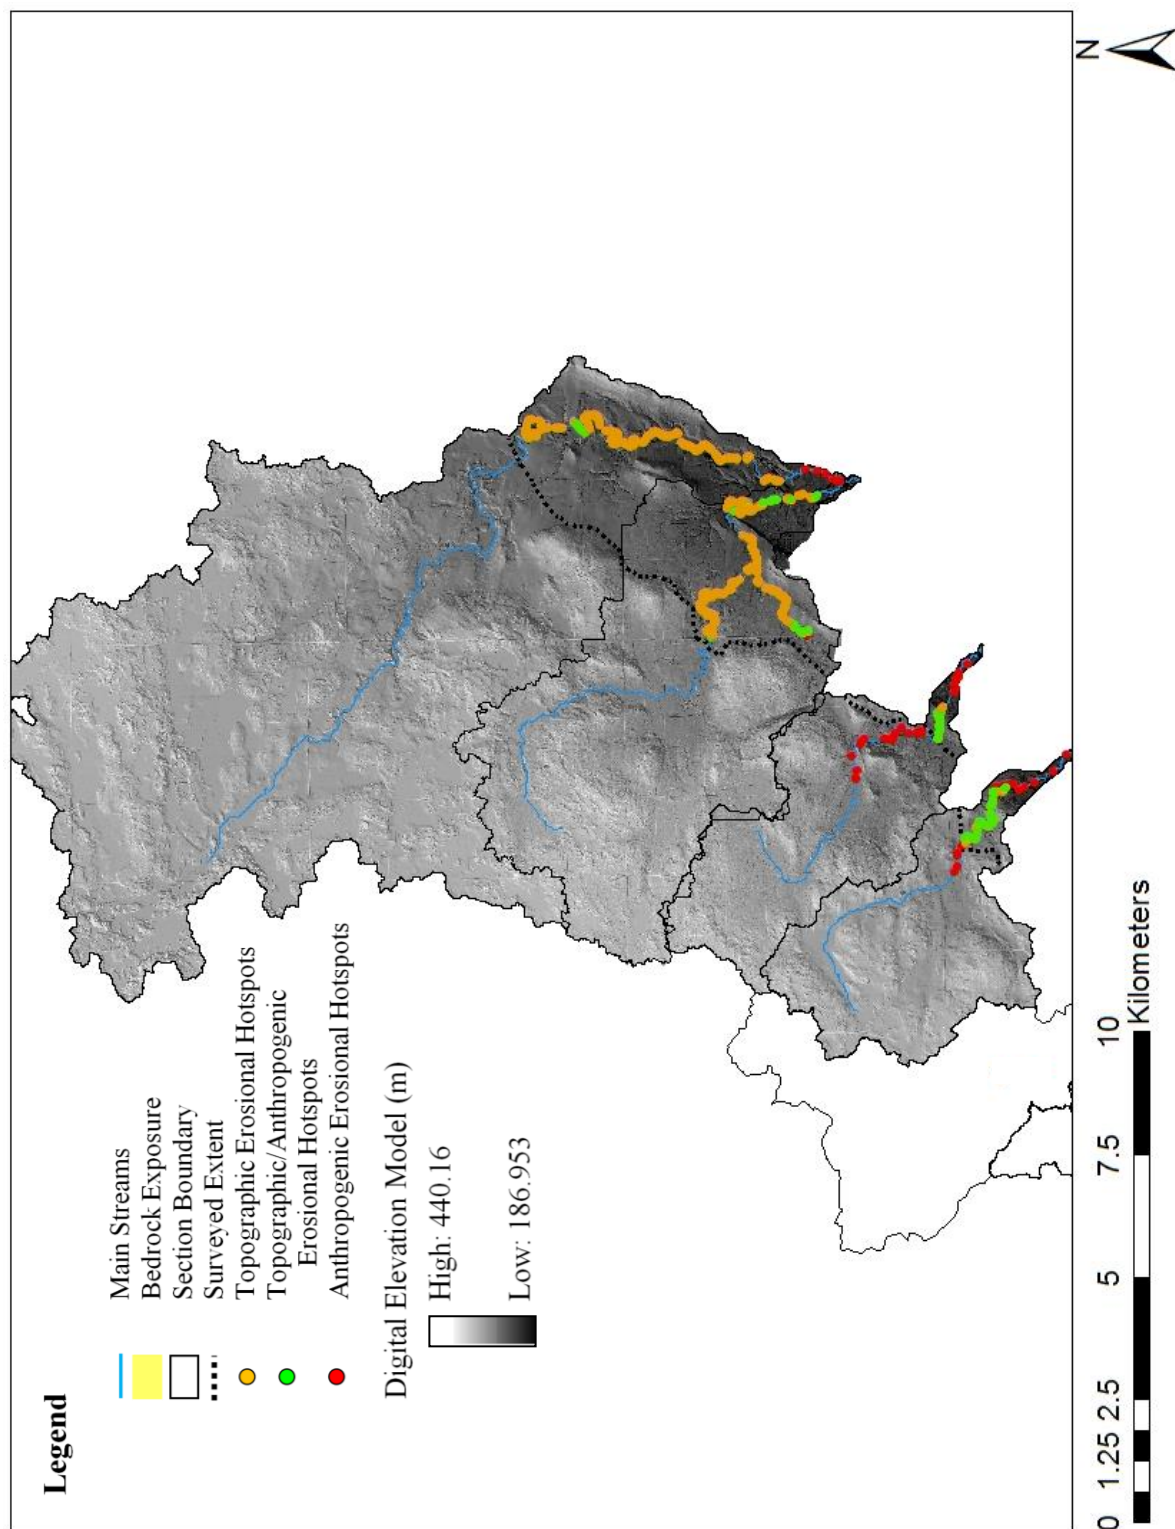 Legend
Main Streams
Bedrock Exposure
Section Boundary
Surveyed Extent
Topographic Erosional Hotspots
Topographic/Anthropogenic
Erosional Hotspots
Anthropogenic Erosional Hotspots
Digital Elevation Model (m)
High: 440.16
Low: 186.953
0 1.25 2.5 5 7.5 10
Kilometers
N